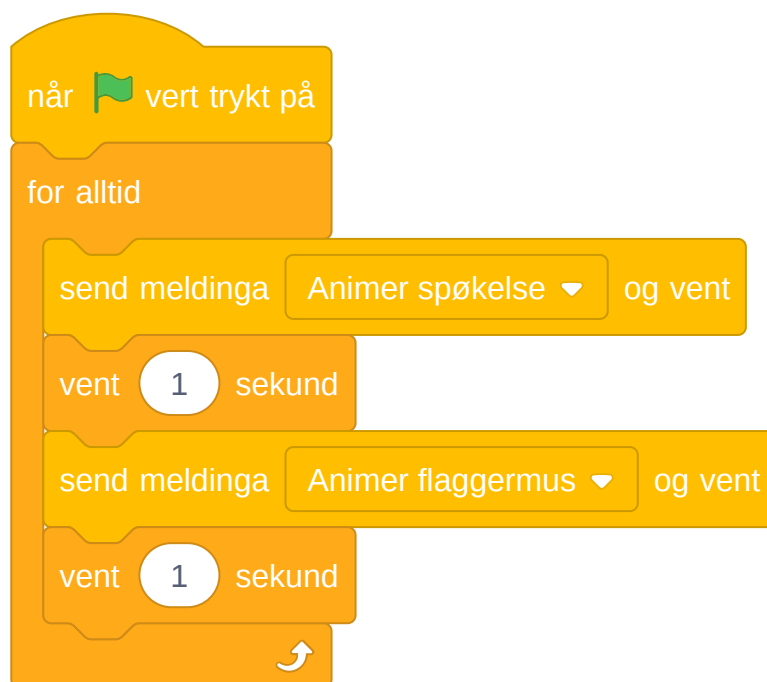 når vert trykt på
for alltid
send meldinga Animer spøkelse og vent
vent 1 sekund
send meldinga Animer flaggermus og vent
vent 1 sekund